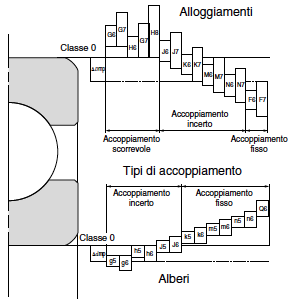 Alloggiamenti
Classe 0
Δ Dmp
G6
G7
H6
G7
H8
J6
J7
K6
K7
M6
M7
N6
N7
F6
F7
Accoppiamento
incerto
Accoppiamento
scorrevole
Accoppiamento
fisso
Tipi di accoppiamento
Accoppiamento
incerto
Accoppiamento
fisso
Classe 0
g5
g6
h5
h6
J5
J6
k5
k6
m5
m6
n5
n6
Alberi